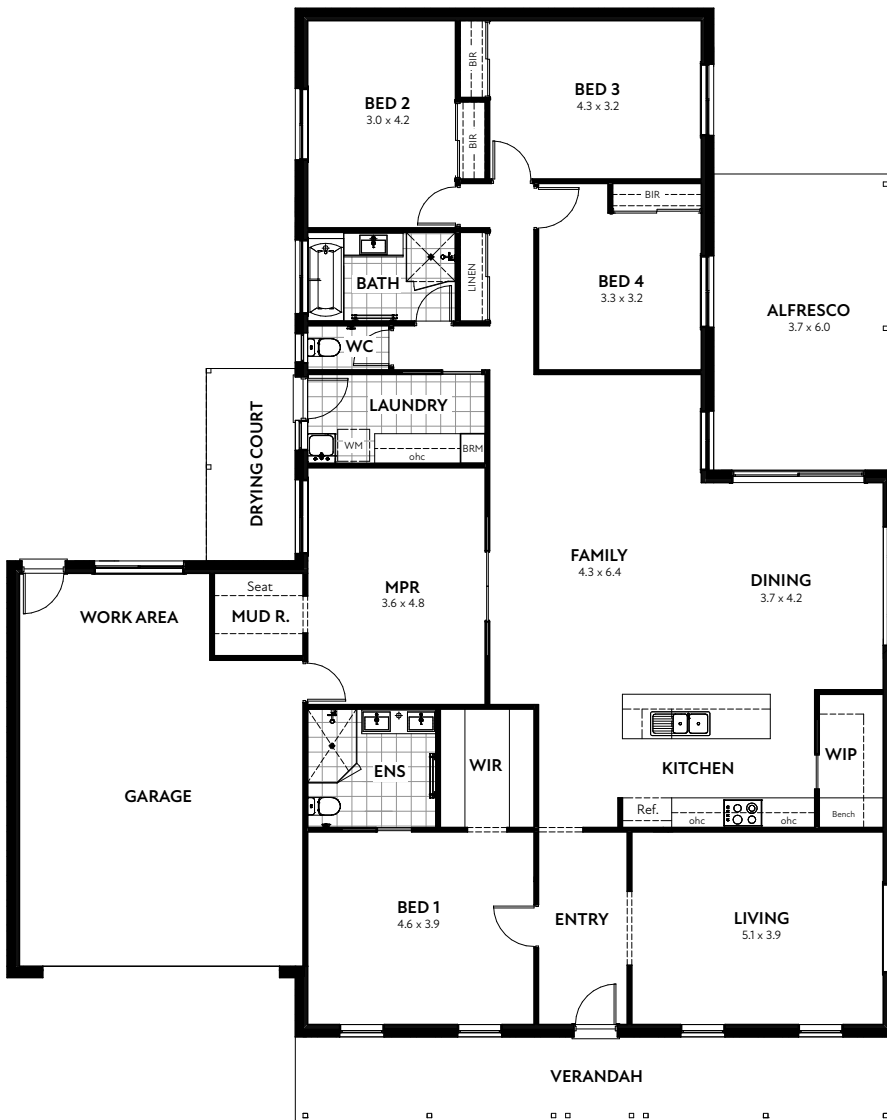 BIR
BED 2
3.0 x 4.2
BED 3
4.3 x 3.2
BIR
BIR
BED 4
3.3 x 3.2
BATH
LINEN
ALFRESCO
3.7 x 6.0
WC
LAUNDRY
DRYING COURT
WM
ohc
BRM
FAMILY
4.3 x 6.4
DINING
3.7 x 4.2
MPR
3.6 x 4.8
Seat
MUD R.
WORK AREA
GARAGE
ENS
WIR
KITCHEN
WIP
Ref.
ohc
ohc
Bench
BED 1
4.6 x 3.9
ENTRY
LIVING
5.1 x 3.9
VERANDAH